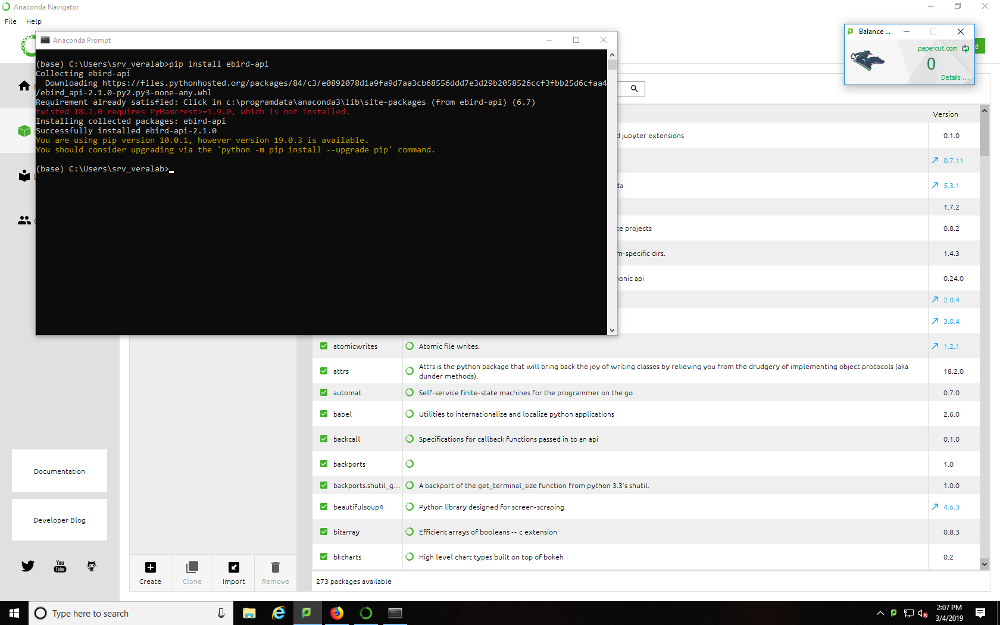 Anaconda Navigator
File Help
Anaconda Prompt
(base) C:\Users\srv_veralab>pip install ebird-api
Collecting ebird-api
Downloading https://files.pythonhosted.org/packages/84/c3/e0892078d1a9fa9d7aa3cb68556ddd7e3d29b2058526ccf3fbb25d6cfaa4
/ebird_api-2.1.0-py2.py3-none-any.whl
Requirement already satisfied: Click in c:\programdata\anaconda3\lib\site-packages (from ebird-api) (6.7)
twisted 18.7.0 requires PyHamcrest>=1.9.0, which is not installed.
Installing collected packages: ebird-api
Successfully installed ebird-api-2.1.0
You are using pip version 10.0.1, however version 19.0.3 is available.
You should consider upgrading via the 'python -m pip install --upgrade pip' command.
(base) C:\Users\srv_veralab>
Balance ...
papercut.com
0
Details ...
Version
d jupyter extensions 0.1.0
0.7.11
da 5.3.1
1.7.2
ce projects 0.8.2
m-specific dirs. 1.4.3
onic api 0.24.0
2.0.4
3.0.4
atomicwrites Atomic file writes. 1.2.1
attrs Attrs is the python package that will bring back the joy of writing classes by relieving you from the drudgery of implementing object protocols (aka
dunder methods). 18.2.0
automat Self-service finite-state machines for the programmer on the go 0.7.0
babel Utilities to internationalize and localize python applications 2.6.0
backcall Specifications for callback functions passed in to an api 0.1.0
backports 1.0
backports.shutil_g... A backport of the get_terminal_size function from python 3.3's shutil. 1.0.0
beautifulsoup4 Python library designed for screen-scraping 4.6.3
bitarray Efficient arrays of booleans -- c extension 0.8.3
bkcharts High level chart types built on top of bokeh 0.2
273 packages available
Documentation
Developer Blog
You Tube
Create Clone Import Remove
Type here to search
2:07 PM
3/4/2019